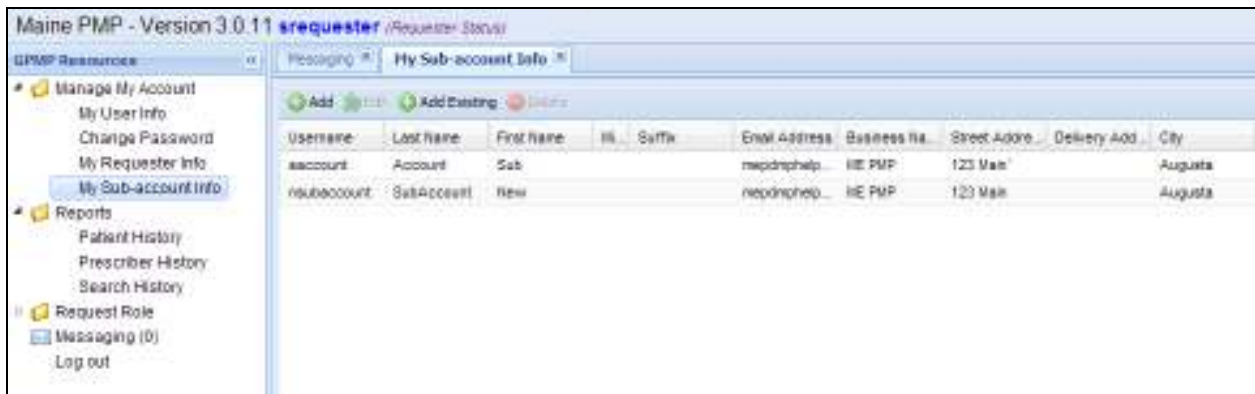 Maine PMP - Version 3.0.11 srequester (Requester Status)
GPMP Resources
Messaging My Sub-account Info
Manage My Account
My User Info
Change Password
My Requester Info
My Sub-account Info
Reports
Patient History
Prescriber History
Search History
Request Role
Messaging (0)
Log out
Add Edit Add Existing Delete
Username Last Name First Name Mi... Suffix Email Address Business Na... Street Addre... Delivery Add... City
Account Sub mepdmphelp... ME PMP 123 Main Augusta
nsubaccount SubAccount New mepdmphelp... ME PMP 123 Main Augusta